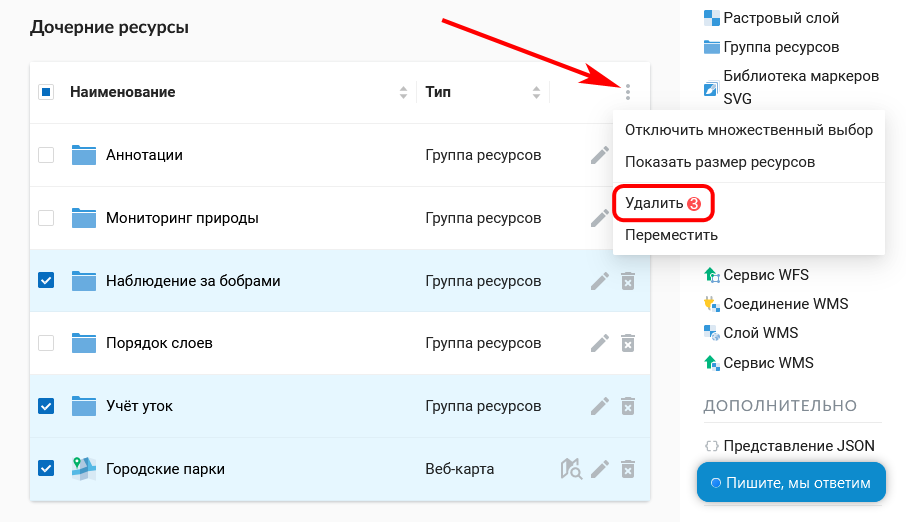 Дочерние ресурсы
Наименование
Тип
Аннотации
Группа ресурсов
Мониторинг природы
Группа ресурсов
Наблюдение за бобрами
Группа ресурсов
Порядок слоев
Группа ресурсов
Учёт уток
Группа ресурсов
Городские парки
Веб-карта
Отключить множественный выбор
Показать размер ресурсов
Удалить 3
Переместить
Растровый слой
Группа ресурсов
Библиотека маркеров
SVG
Сервис WFS
Соединение WMS
Слой WMS
Сервис WMS
ДОПОЛНИТЕЛЬНО
Представление JSON
Пишите, мы ответим